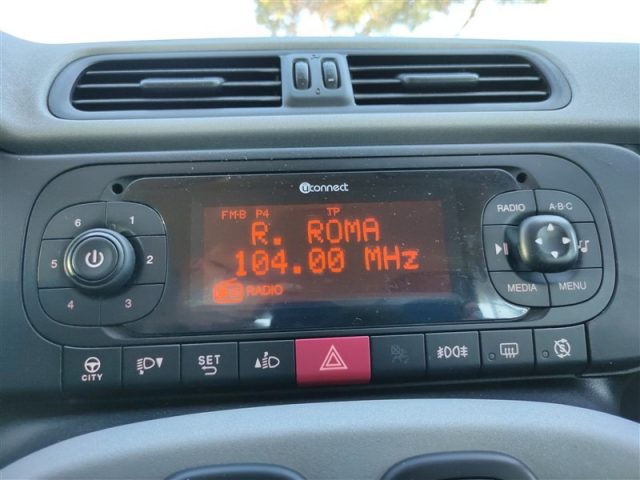 uconnect
FM-B P4 TP
R. ROMA
104.00 MHz
RADIO
6 1
5 2
4 3
RADIO A-B-C
MEDIA MENU
CITY
SET